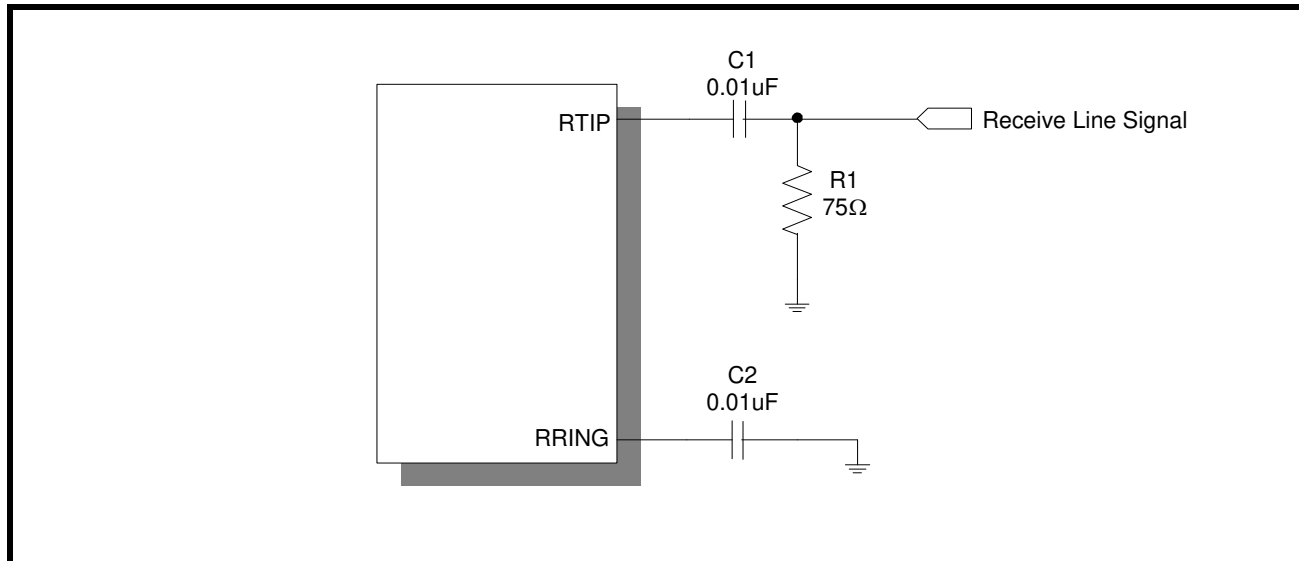 C1
0.01uF
RTIP
Receive Line Signal
R1
75Ω
C2
0.01uF
RRING